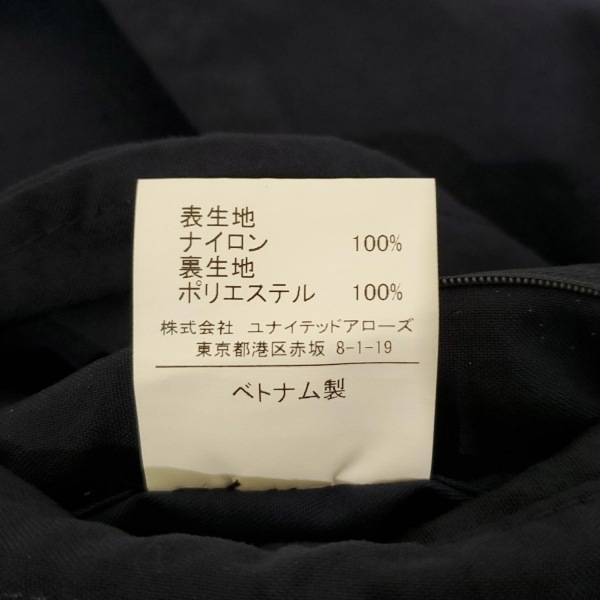 表生地
ナイロン 100%
裏生地
ポリエステル 100%
株式会社 ユナイテッドアローズ
東京都港区赤坂 8-1-19
ベトナム製